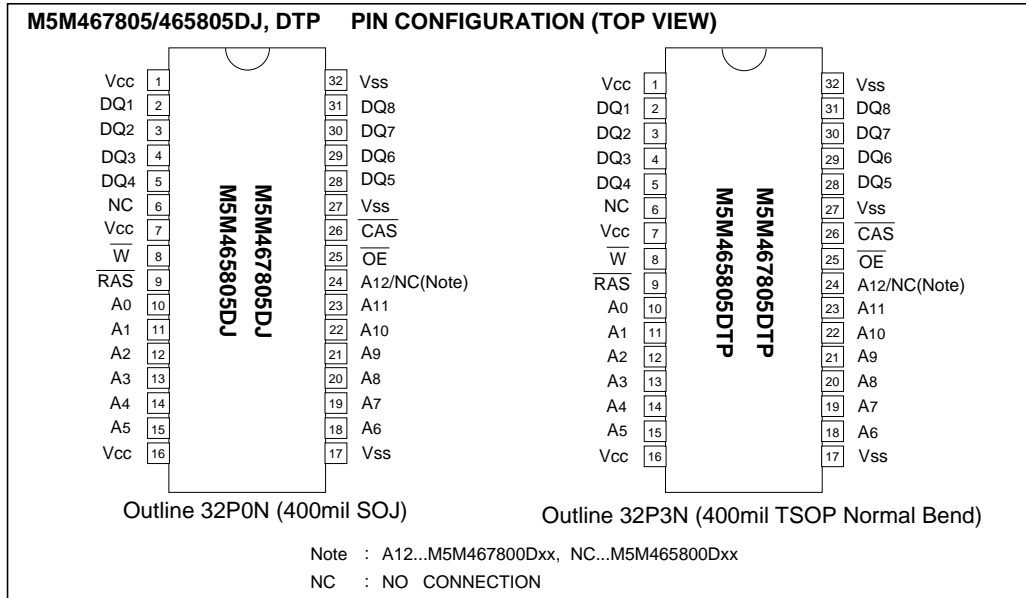 M5M467805/465805DJ, DTP PIN CONFIGURATION (TOP VIEW)
Vcc 1 32 Vss
DQ1 2 31 DQ8
DQ2 3 30 DQ7
DQ3 4 29 DQ6
DQ4 5 28 DQ5
NC 6 27 Vss
Vcc 7 26 CAS
W 8 25 OE
RAS 9 24 A12/NC(Note)
A0 10 23 A11
A1 11 22 A10
A2 12 21 A9
A3 13 20 A8
A4 14 19 A7
A5 15 18 A6
Vcc 16 17 Vss
M5M467805DJ
M5M465805DJ
Outline 32P0N (400mil SOJ)
Vcc 1 32 Vss
DQ1 2 31 DQ8
DQ2 3 30 DQ7
DQ3 4 29 DQ6
DQ4 5 28 DQ5
NC 6 27 Vss
Vcc 7 26 CAS
W 8 25 OE
RAS 9 24 A12/NC(Note)
A0 10 23 A11
A1 11 22 A10
A2 12 21 A9
A3 13 20 A8
A4 14 19 A7
A5 15 18 A6
Vcc 16 17 Vss
M5M467805DTP
M5M465805DTP
Outline 32P3N (400mil TSOP Normal Bend)
Note : A12...M5M467800Dxx, NC...M5M465800Dxx
NC : NO CONNECTION